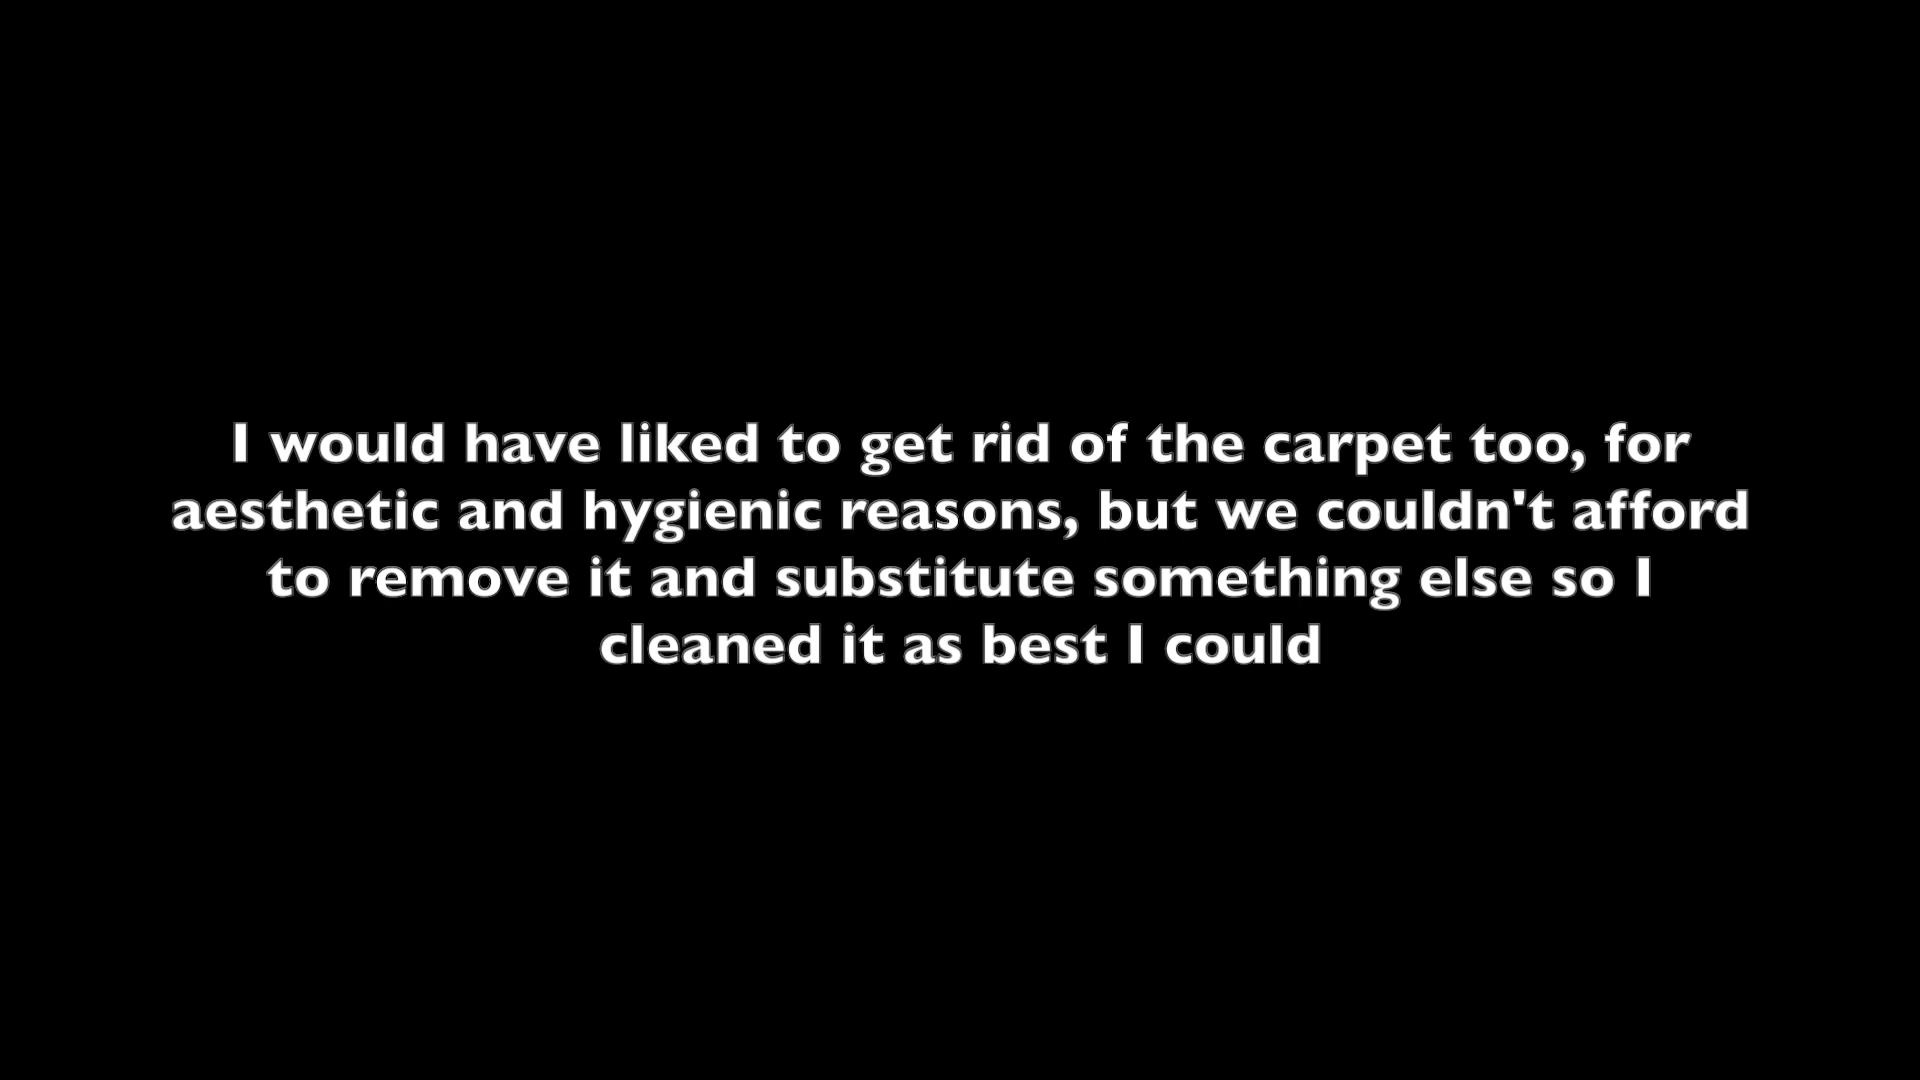 I would have liked to get rid of the carpet too, for
aesthetic and hygienic reasons, but we couldn't afford
to remove it and substitute something else so I
cleaned it as best I could